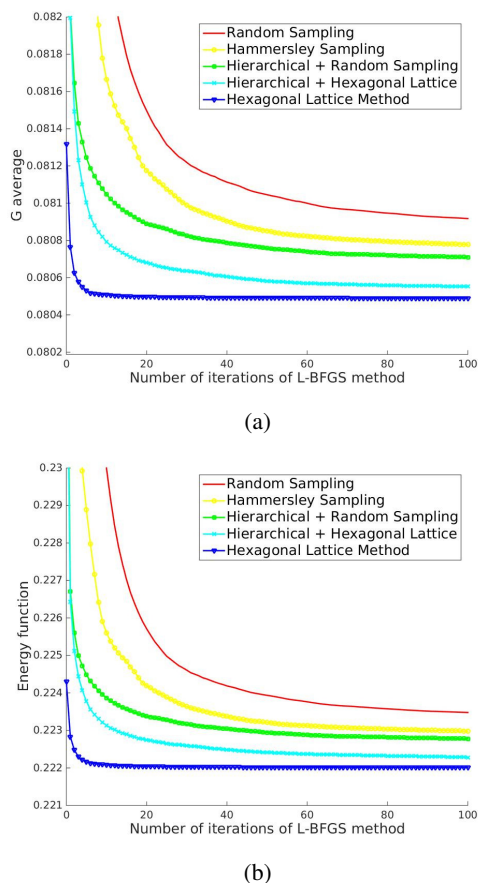 0.082
0.0818
0.0816
0.0814
0.0812
0.081
0.0808
0.0806
0.0804
0.0802
G average
Random Sampling
Hammersley Sampling
Hierarchical + Random Sampling
Hierarchical + Hexagonal Lattice
Hexagonal Lattice Method
0 20 40 60 80 100
Number of iterations of L-BFGS method
(a)
0.23
0.229
0.228
0.227
0.226
0.225
0.224
0.223
0.222
0.221
Energy function
Random Sampling
Hammersley Sampling
Hierarchical + Random Sampling
Hierarchical + Hexagonal Lattice
Hexagonal Lattice Method
0 20 40 60 80 100
Number of iterations of L-BFGS method
(b)